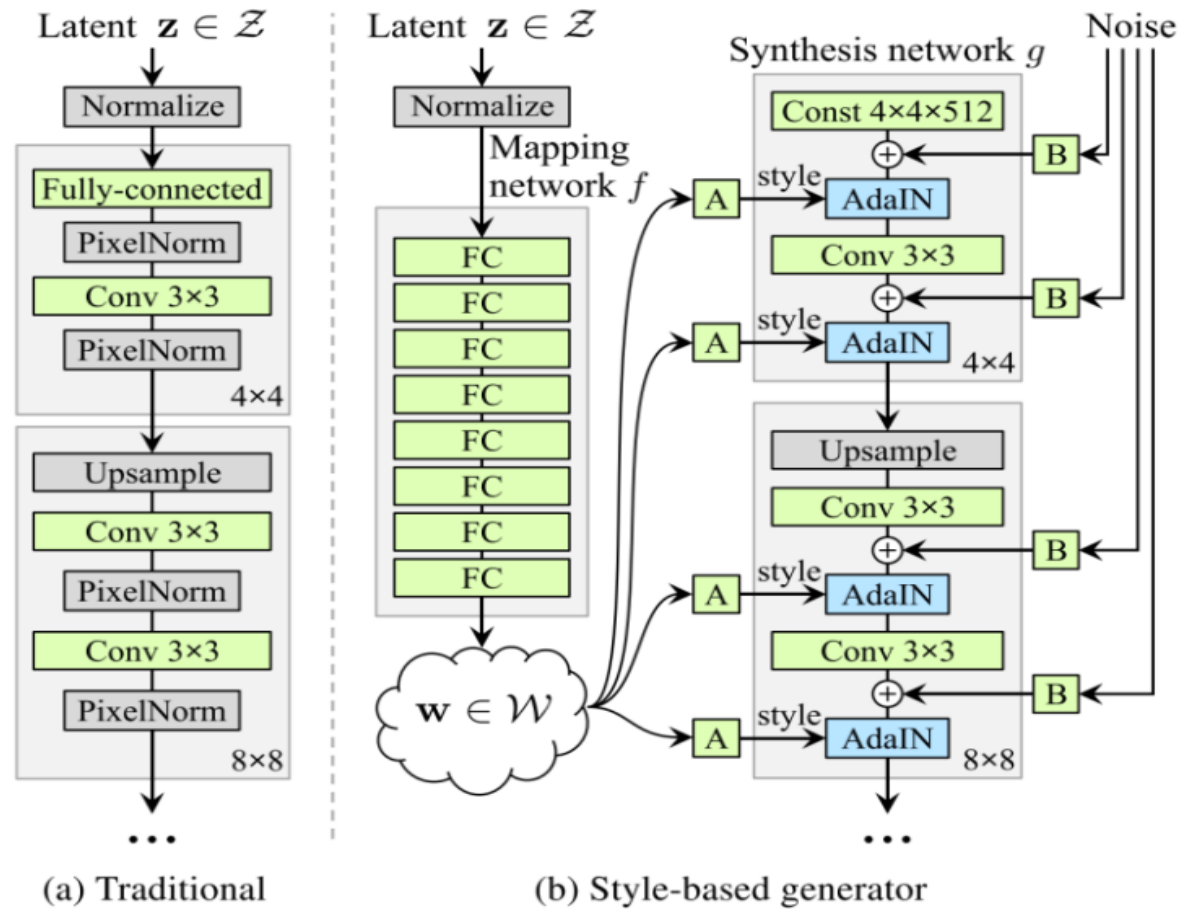 Latent z ∈ 𝒵
Normalize
Fully-connected
PixelNorm
Conv 3×3
PixelNorm
4×4
Upsample
Conv 3×3
PixelNorm
Conv 3×3
PixelNorm
8×8
...
(a) Traditional
Latent z ∈ 𝒵
Normalize
Mapping
network f
FC
FC
FC
FC
FC
FC
FC
FC
w ∈ 𝒲
Noise
Synthesis network g
Const 4×4×512
+
B
A
style
AdaIN
Conv 3×3
+
B
A
style
AdaIN
4×4
Upsample
Conv 3×3
+
B
A
style
AdaIN
Conv 3×3
+
B
A
style
AdaIN
8×8
...
(b) Style-based generator